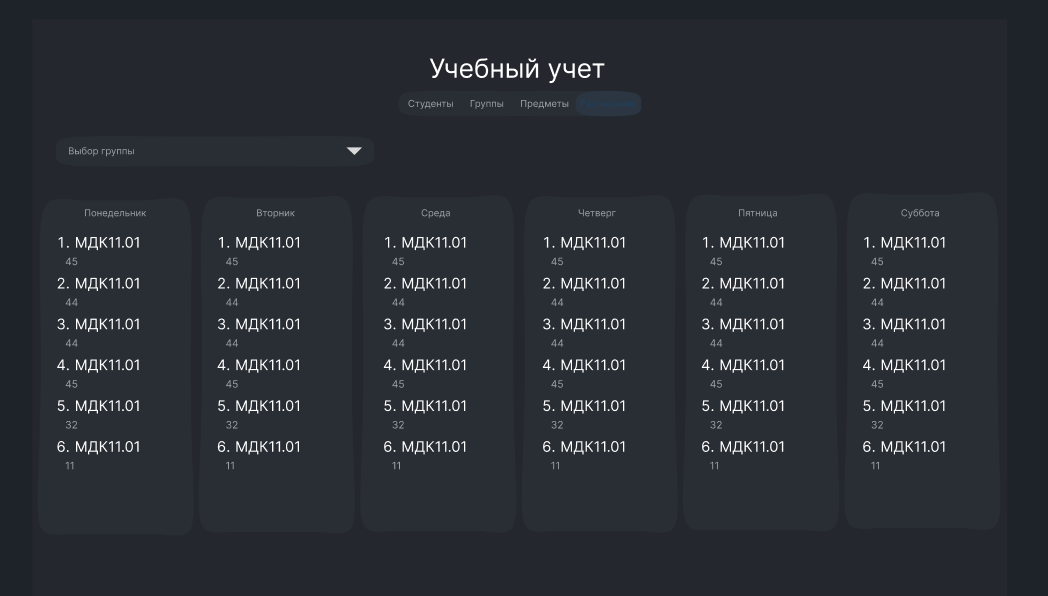 Учебный учет
Студенты Группы Предметы
Выбор группы
Понедельник
1. МДК11.01
45
2. МДК11.01
44
3. МДК11.01
44
4. МДК11.01
45
5. МДК11.01
32
6. МДК11.01
11
Вторник
1. МДК11.01
45
2. МДК11.01
44
3. МДК11.01
44
4. МДК11.01
45
5. МДК11.01
32
6. МДК11.01
11
Среда
1. МДК11.01
45
2. МДК11.01
44
3. МДК11.01
44
4. МДК11.01
45
5. МДК11.01
32
6. МДК11.01
11
Четверг
1. МДК11.01
45
2. МДК11.01
44
3. МДК11.01
44
4. МДК11.01
45
5. МДК11.01
32
6. МДК11.01
11
Пятница
1. МДК11.01
45
2. МДК11.01
44
3. МДК11.01
44
4. МДК11.01
45
5. МДК11.01
32
6. МДК11.01
11
Суббота
1. МДК11.01
45
2. МДК11.01
44
3. МДК11.01
44
4. МДК11.01
45
5. МДК11.01
32
6. МДК11.01
11